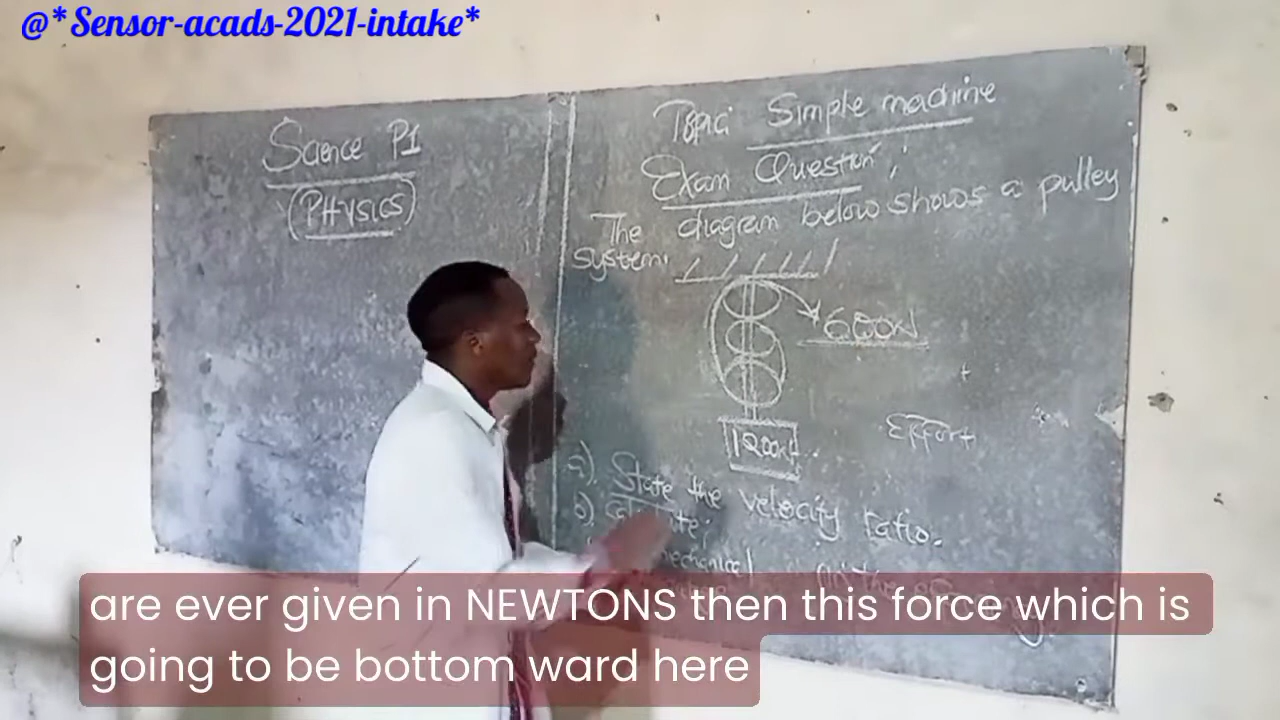 @*Sensor-acads-2021-intake*
Science P1
(PHYSICS)
Topic: Simple machine
Exam Question:
The diagram below shows a pulley
system.
600N
1200N
Effort
a). State the velocity ratio.
b). Calculate;
mechanical
are ever given in NEWTONS then this force which is
going to be bottom ward here